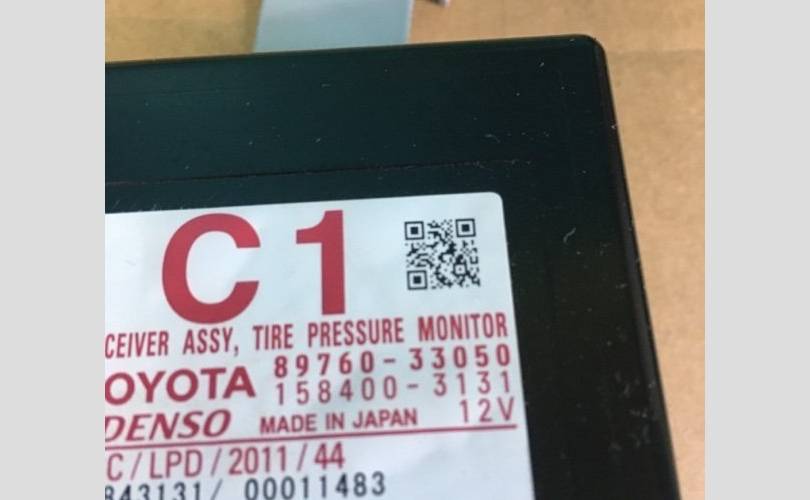 C1
CEIVER ASSY, TIRE PRESSURE MONITOR
OYOTA 89760-33050
158400-3131
DENSO MADE IN JAPAN 12V
C/LPD/2011/44
843131/ 00011483